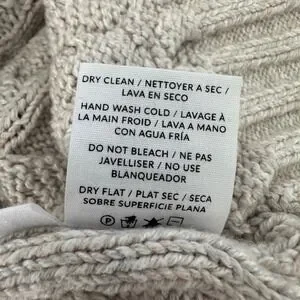 DRY CLEAN / NETTOYER A SEC /
LAVA EN SECO
HAND WASH COLD / LAVAGE À
LA MAIN FROID / LAVA A MANO
CON AGUA FRÍA
DO NOT BLEACH / NE PAS
JAVELLISER / NO USE
BLANQUEADOR
DRY FLAT / PLAT SEC / SECA
SOBRE SUPERFICIE PLANA
P